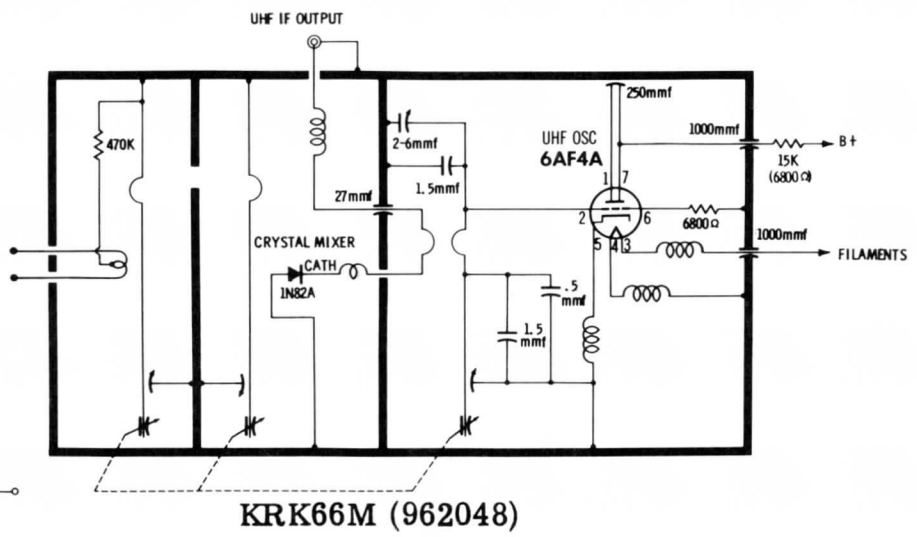 UHF IF OUTPUT
250mmf
UHF OSC
6AF4A
1000mmf
B+
15K
(6800Ω)
470K
2-6mmf
1.5mmf
27mmf
1 7
2
6
6800Ω
5 4 3
1000mmf
FILAMENTS
CRYSTAL MIXER
CATH
1N82A
.5
mmf
1.5
mmf
KRK66M (962048)